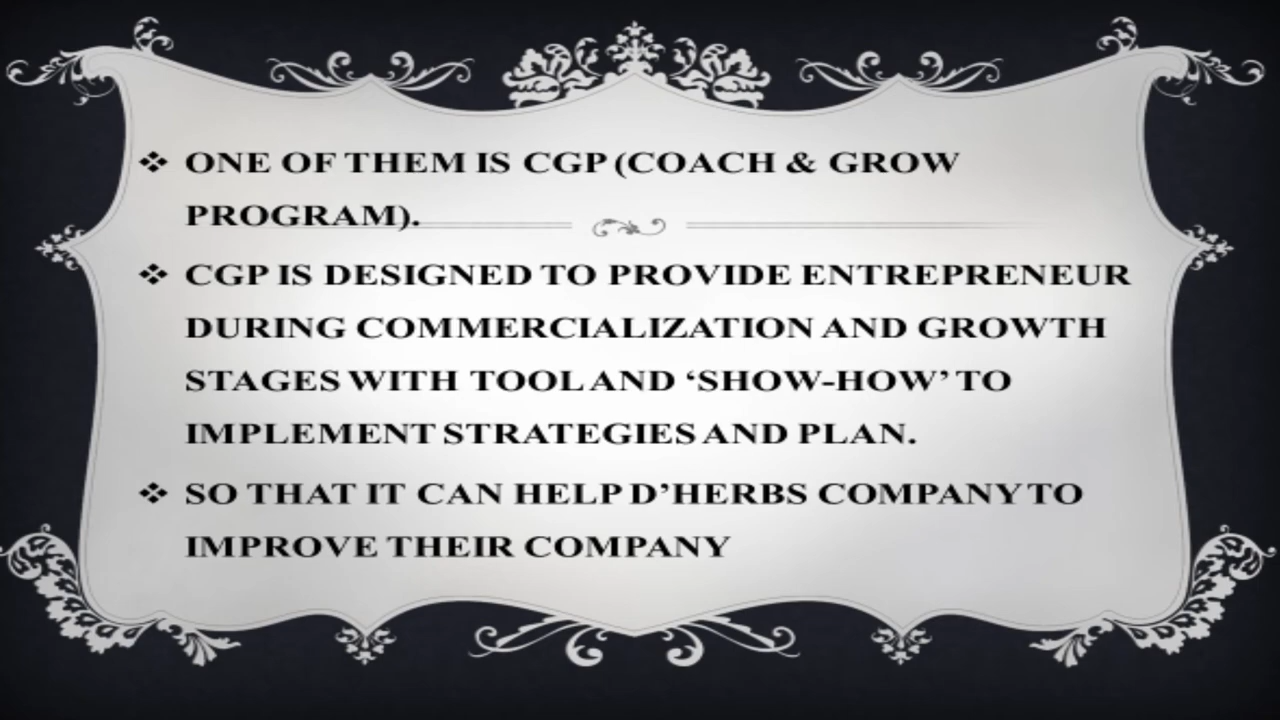 ❖ ONE OF THEM IS CGP (COACH & GROW
PROGRAM).
❖ CGP IS DESIGNED TO PROVIDE ENTREPRENEUR
DURING COMMERCIALIZATION AND GROWTH
STAGES WITH TOOL AND ‘SHOW-HOW’ TO
IMPLEMENT STRATEGIES AND PLAN.
❖ SO THAT IT CAN HELP D’HERBS COMPANY TO
IMPROVE THEIR COMPANY